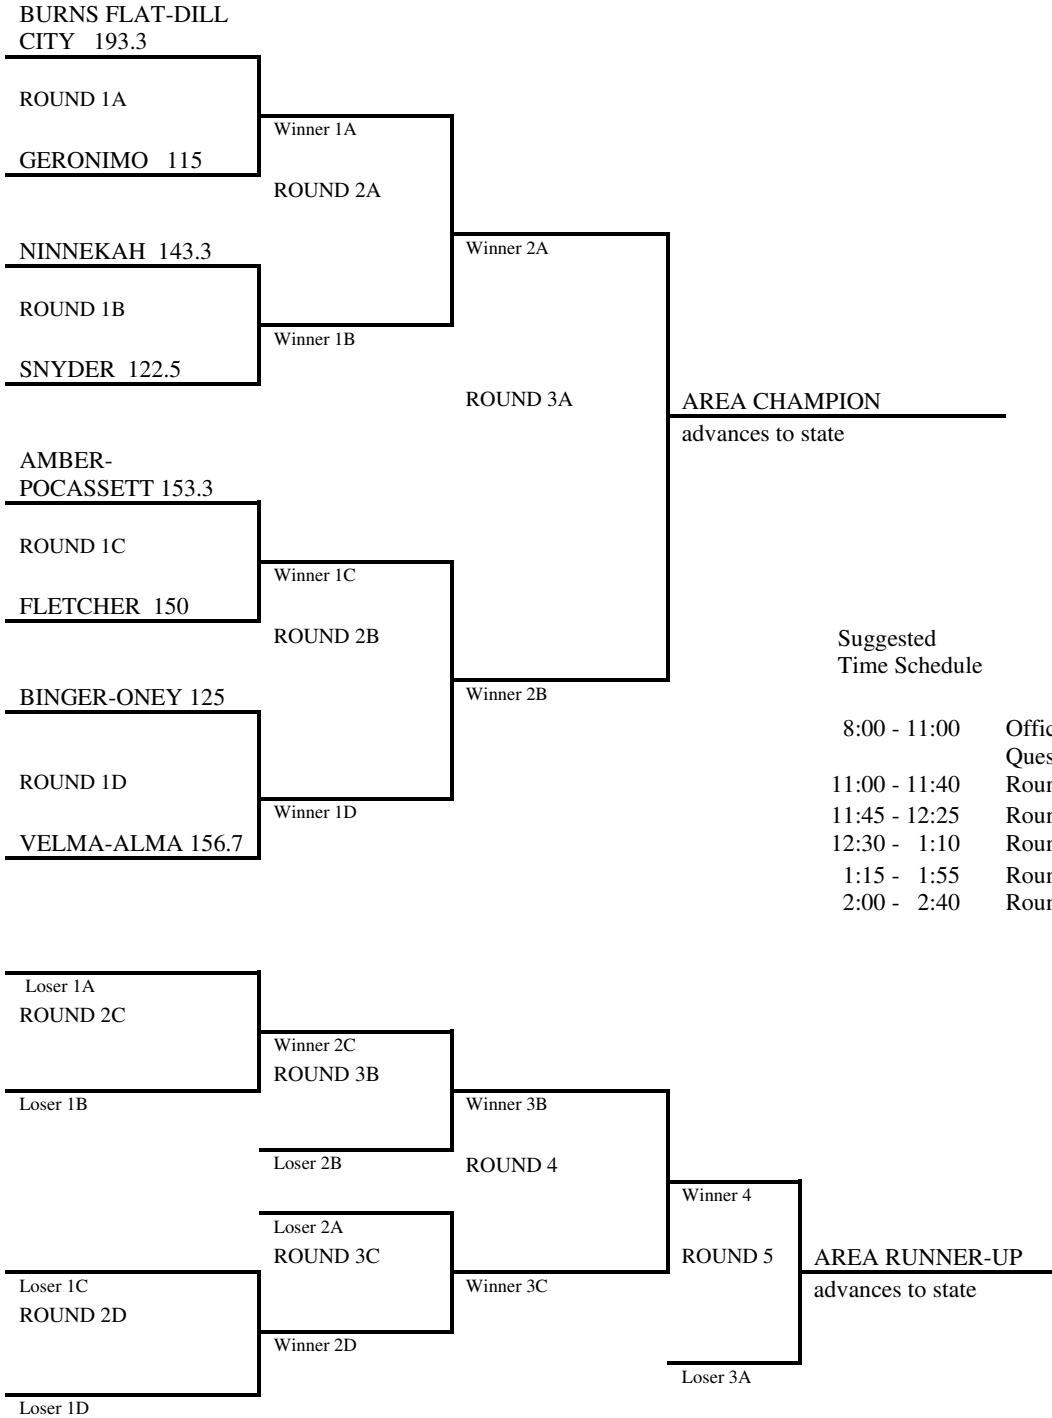 BURNS FLAT-DILL
CITY 193.3
ROUND 1A
Winner 1A
GERONIMO 115
ROUND 2A
NINNEKAH 143.3
Winner 2A
ROUND 1B
Winner 1B
SNYDER 122.5
ROUND 3A
AREA CHAMPION
advances to state
AMBER-
POCASSETT 153.3
ROUND 1C
Winner 1C
FLETCHER 150
ROUND 2B
Suggested
Time Schedule
BINGER-ONEY 125
Winner 2B
8:00 - 11:00
ROUND 1D
11:00 - 11:40
Winner 1D
11:45 - 12:25
VELMA-ALMA 156.7
12:30 - 1:10
1:15 - 1:55
2:00 - 2:40
Loser 1A
ROUND 2C
Winner 2C
ROUND 3B
Loser 1B
Winner 3B
Loser 2B
ROUND 4
Winner 4
Loser 2A
ROUND 3C
ROUND 5
AREA RUNNER-UP
Loser 1C
Winner 3C
advances to state
ROUND 2D
Winner 2D
Loser 3A
Loser 1D